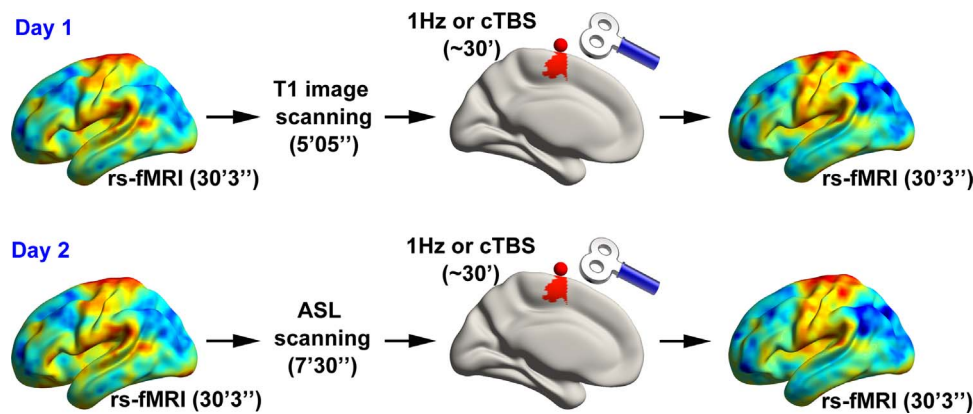 Day 1
rs-fMRI (30'3’’)
T1 image
scanning
(5’05’’)
1Hz or cTBS
(~30’)
rs-fMRI (30’3’’)
Day 2
rs-fMRI (30’3’’)
ASL
scanning
(7’30’’)
1Hz or cTBS
(~30’)
rs-fMRI (30’3’’)